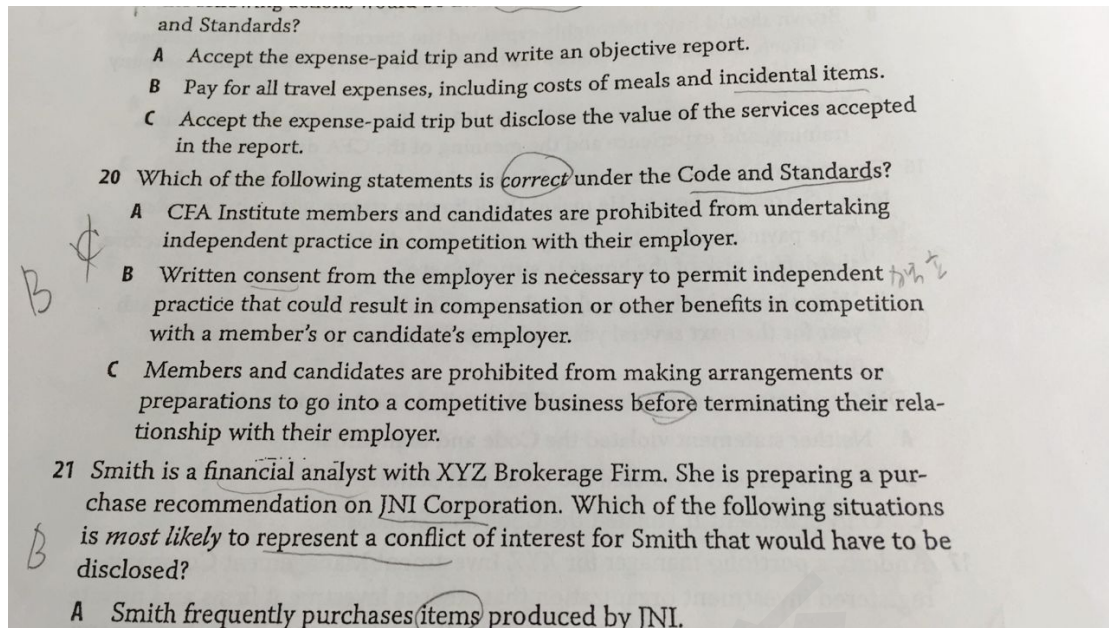 and Standards?
A Accept the expense-paid trip and write an objective report.
B Pay for all travel expenses, including costs of meals and incidental items.
C Accept the expense-paid trip but disclose the value of the services accepted
in the report.
20 Which of the following statements is correct under the Code and Standards?
A CFA Institute members and candidates are prohibited from undertaking
independent practice in competition with their employer.
B Written consent from the employer is necessary to permit independent
practice that could result in compensation or other benefits in competition
with a member's or candidate's employer.
B
C Members and candidates are prohibited from making arrangements or
preparations to go into a competitive business before terminating their rela-
tionship with their employer.
21 Smith is a financial analyst with XYZ Brokerage Firm. She is preparing a pur-
chase recommendation on JNI Corporation. Which of the following situations
is most likely to represent a conflict of interest for Smith that would have to be
disclosed?
B
A Smith frequently purchases items produced by JNI.